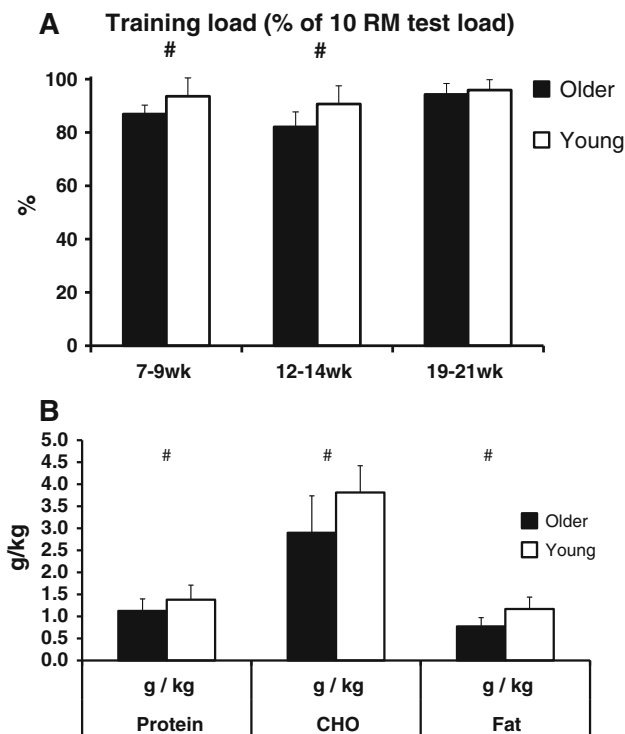 A Training load (% of 10 RM test load)
# #
100
80
60
40
20
0
%
Older
Young
7-9wk 12-14wk 19-21wk
B
5.0
4.5
4.0
3.5
3.0
2.5
2.0
1.5
1.0
0.5
0.0
g/kg
# # #
Older
Young
g / kg g / kg g / kg
Protein CHO Fat